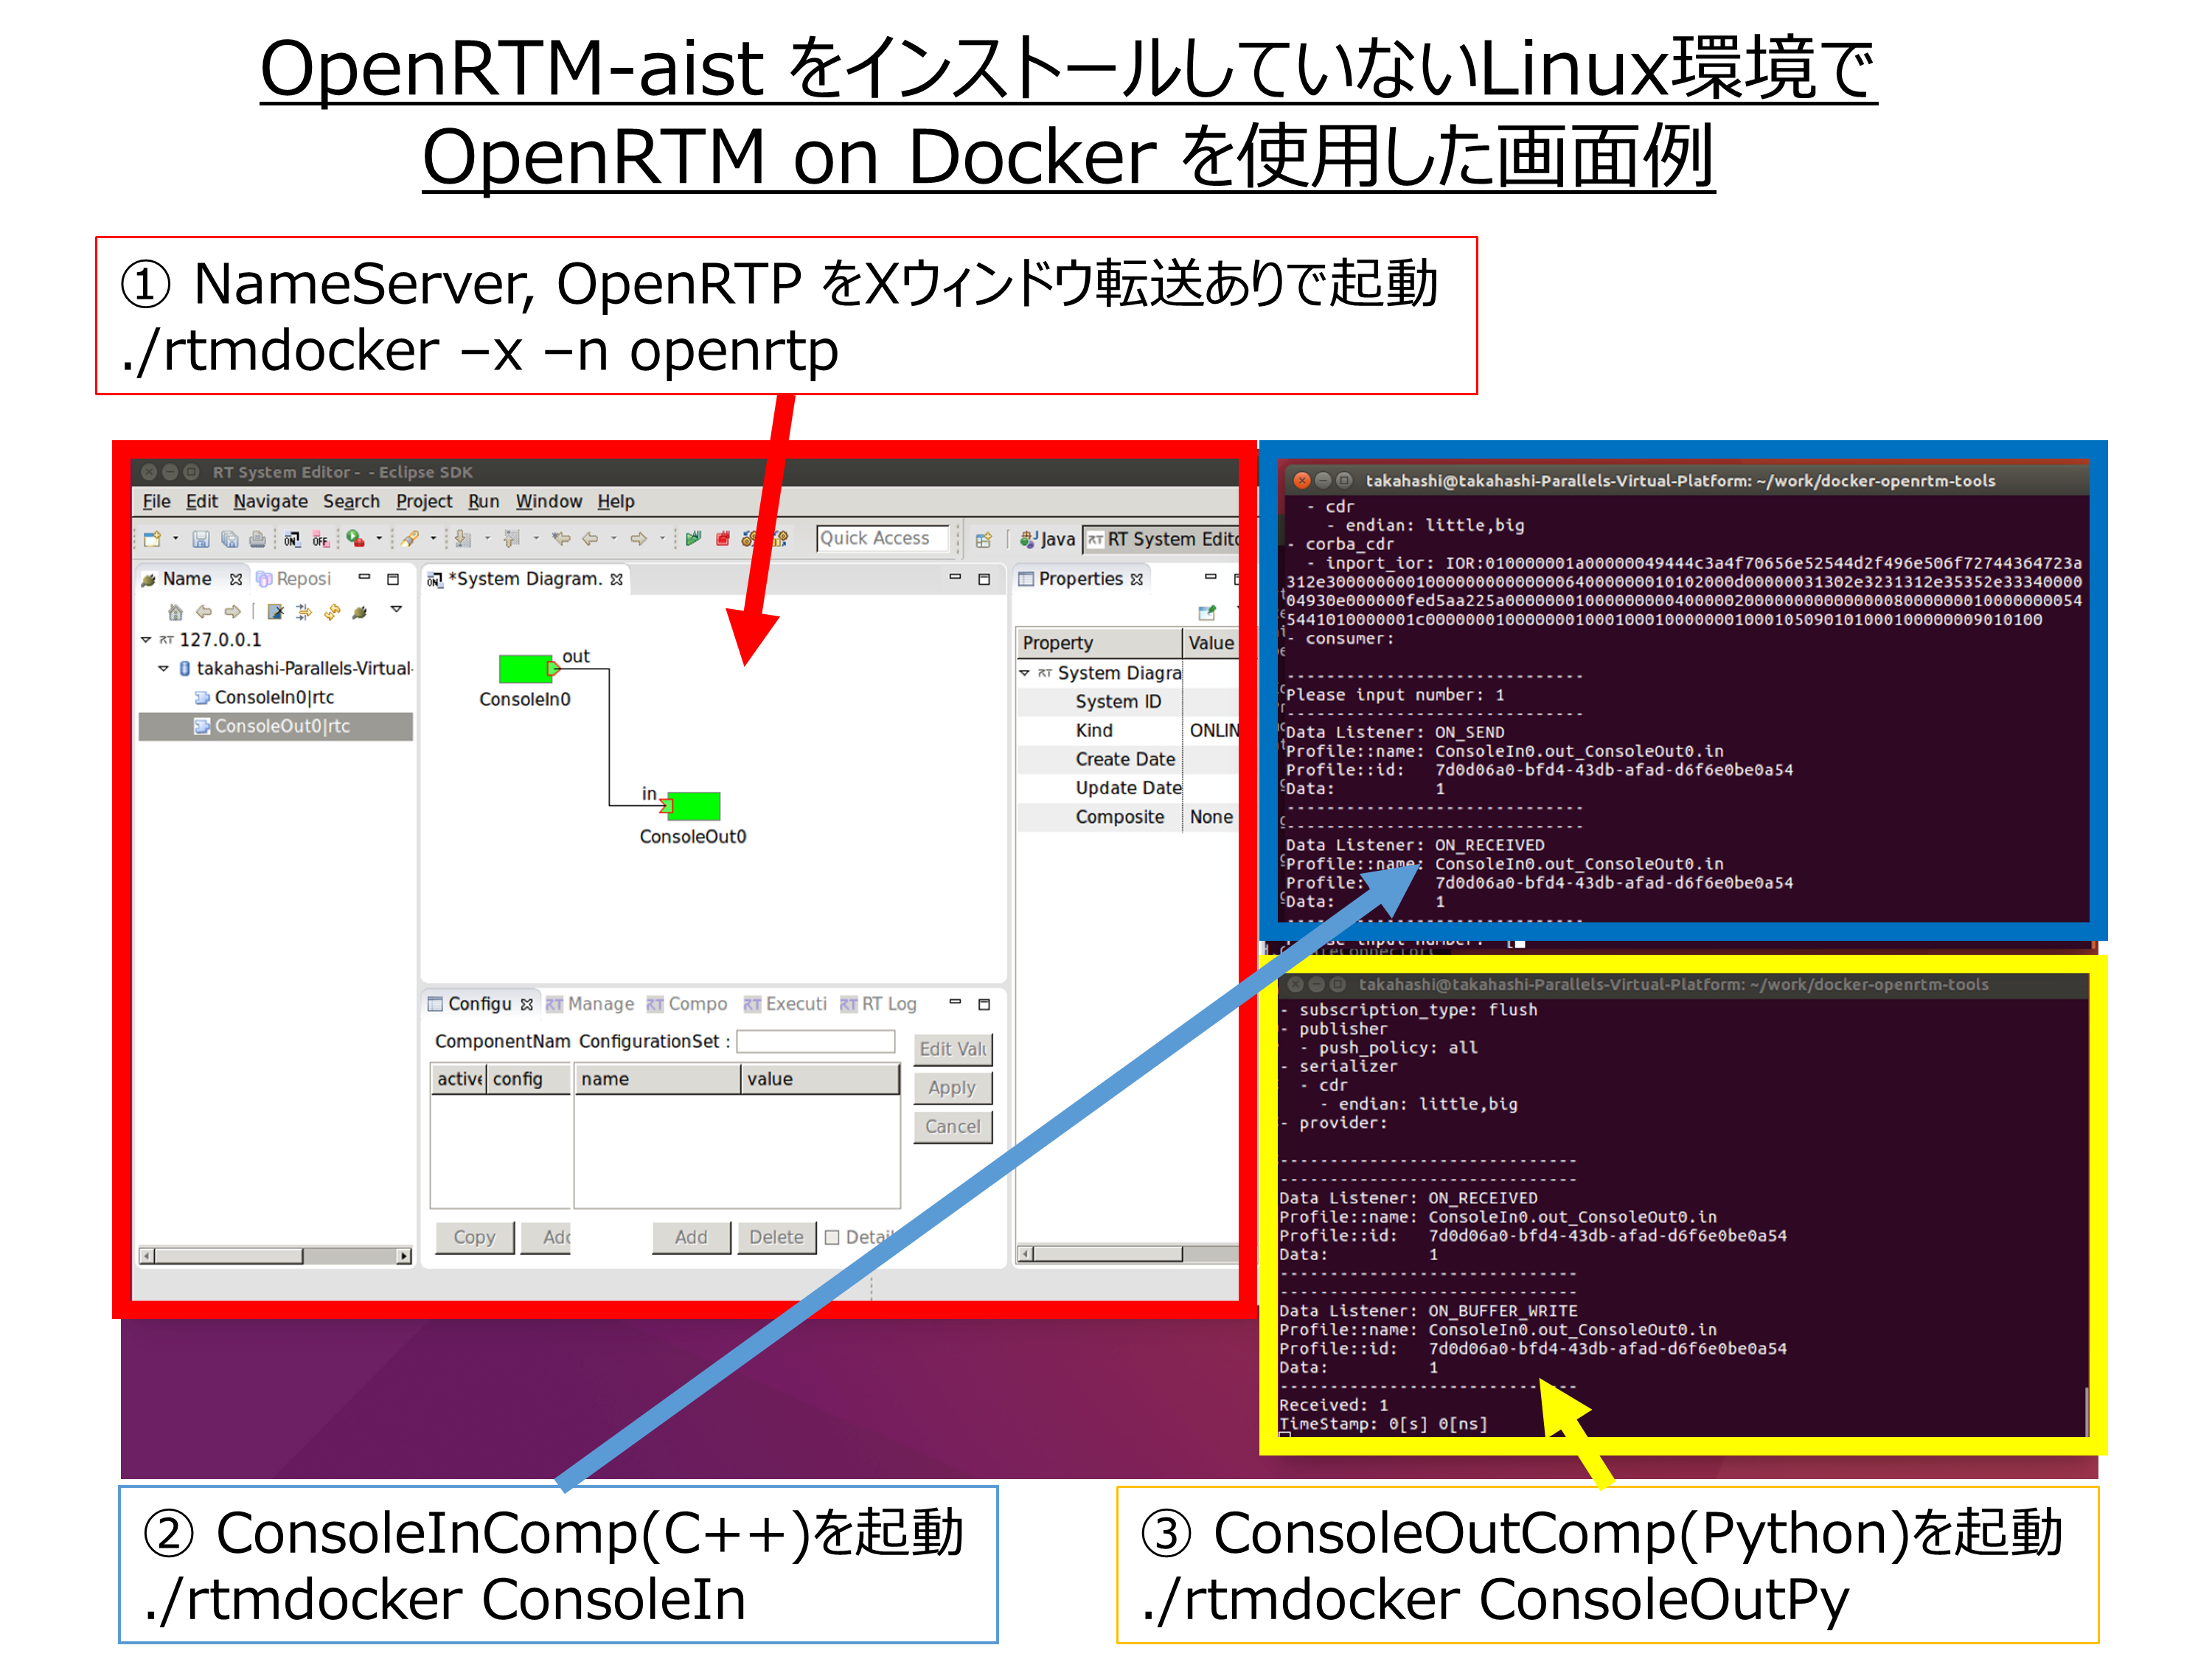 OpenRTM-aist をインストールしていないLinux環境で
OpenRTM on Docker を使用した画面例
① NameServer, OpenRTP をXウィンドウ転送ありで起動
./rtmdocker –x –n openrtp
RT System Editor - - Eclipse SDK
File Edit Navigate Search Project Run Window Help
Quick Access
Java
RT System Edito
Name
Reposi
127.0.0.1
takahashi-Parallels-Virtual-
ConsoleIn0|rtc
ConsoleOut0|rtc
*System Diagram.
out
ConsoleIn0
in
ConsoleOut0
Properties
Property Value
System Diagra
System ID
Kind ONLIN
Create Date
Update Date
Composite None
Configu Manage Compo Executi RT Log
ComponentNam ConfigurationSet :
Edit Valu
active config name value
Apply
Cancel
Copy Add Add Delete Detail
takahashi@takahashi-Parallels-Virtual-Platform: ~/work/docker-openrtm-tools
- cdr
- endian: little,big
- corba_cdr
- inport_ior: IOR:010000001a00000049444c3a4f70656e52544d2f496e506f72744364723a
- consumer:
------------------------------
Please input number: 1
------------------------------
Data Listener: ON_SEND
Profile::name: ConsoleIn0.out_ConsoleOut0.in
Profile::id: 7d0d06a0-bfd4-43db-afad-d6f6e0be0a54
Data: 1
------------------------------
------------------------------
Data Listener: ON_RECEIVED
Profile::name: ConsoleIn0.out_ConsoleOut0.in
Profile: 7d0d06a0-bfd4-43db-afad-d6f6e0be0a54
Data: 1
------------------------------
takahashi@takahashi-Parallels-Virtual-Platform: ~/work/docker-openrtm-tools
- subscription_type: flush
- publisher
- push_policy: all
- serializer
- cdr
- endian: little,big
- provider:
------------------------------
------------------------------
Data Listener: ON_RECEIVED
Profile::name: ConsoleIn0.out_ConsoleOut0.in
Profile::id: 7d0d06a0-bfd4-43db-afad-d6f6e0be0a54
Data: 1
------------------------------
------------------------------
Data Listener: ON_BUFFER_WRITE
Profile::name: ConsoleIn0.out_ConsoleOut0.in
Profile::id: 7d0d06a0-bfd4-43db-afad-d6f6e0be0a54
Data: 1
------------------------------
Received: 1
TimeStamp: 0[s] 0[ns]
② ConsoleInComp(C++)を起動
./rtmdocker ConsoleIn
③ ConsoleOutComp(Python)を起動
./rtmdocker ConsoleOutPy